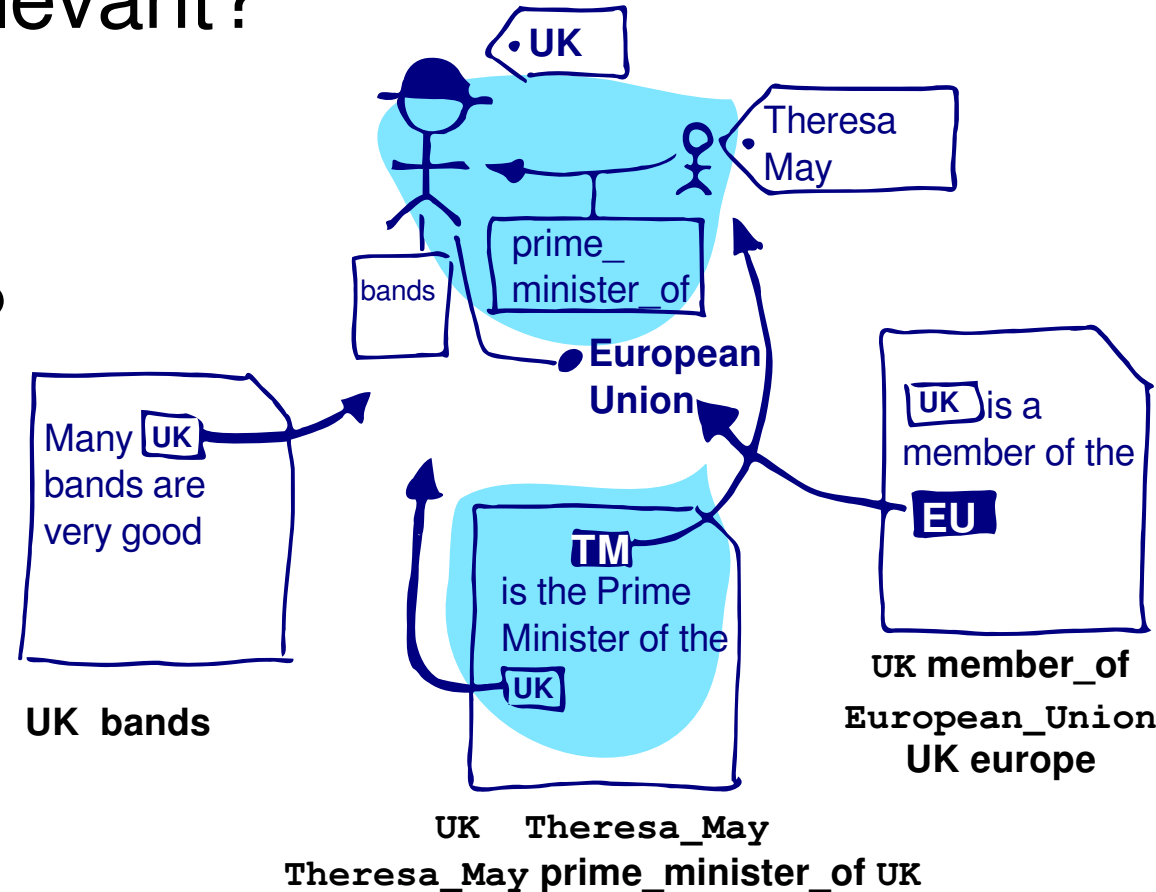 levant?
UK
Theresa
May
prime_
minister_of
bands
European
Union
Many UK
bands are
very good
TM
is the Prime
Minister of the
UK
UK is a
member of the
EU
UK bands
UK member_of
European_Union
UK europe
UK Theresa_May
Theresa_May prime_minister_of UK